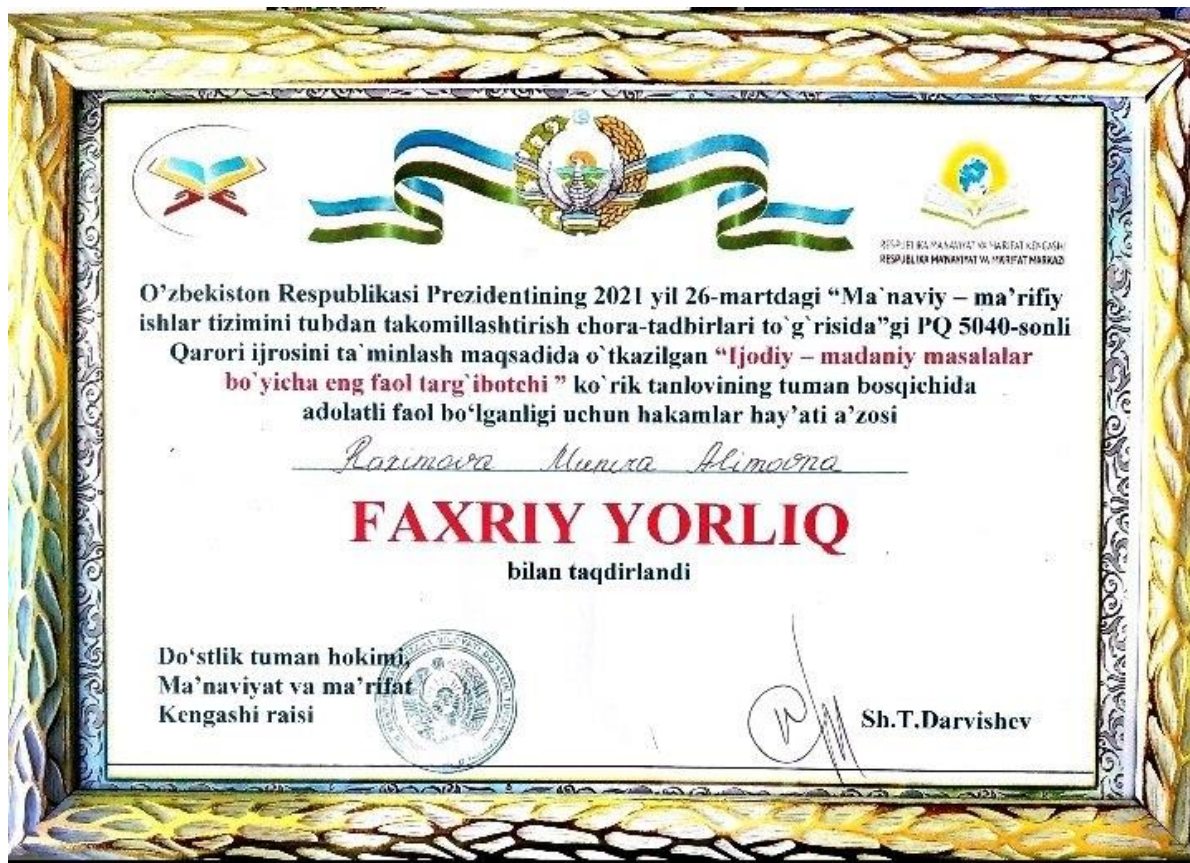 RESPUBLIKA MA'NAVIYAT VA MA'RIFAT KENGASHI
RESPUBLIKA MA'NAVIYAT VA MA'RIFAT MARKAZI
O’zbekiston Respublikasi Prezidentining 2021 yil 26-martdagi “Ma`naviy – ma’rifiy
ishlar tizimini tubdan takomillashtirish chora-tadbirlari to`g`risida”gi PQ 5040-sonli
Qarori ijrosini ta`minlash maqsadida o`tkazilgan “Ijodiy – madaniy masalalar
bo`yicha eng faol targ`ibotchi ” ko`rik tanlovining tuman bosqichida
adolatli faol bo‘lganligi uchun hakamlar hay’ati a’zosi
Karimova Munira Alimovna
FAXRIY YORLIQ
bilan taqdirlandi
Do‘stlik tuman hokimi,
Ma’naviyat va ma’rifat
Kengashi raisi
Sh.T.Darvishev